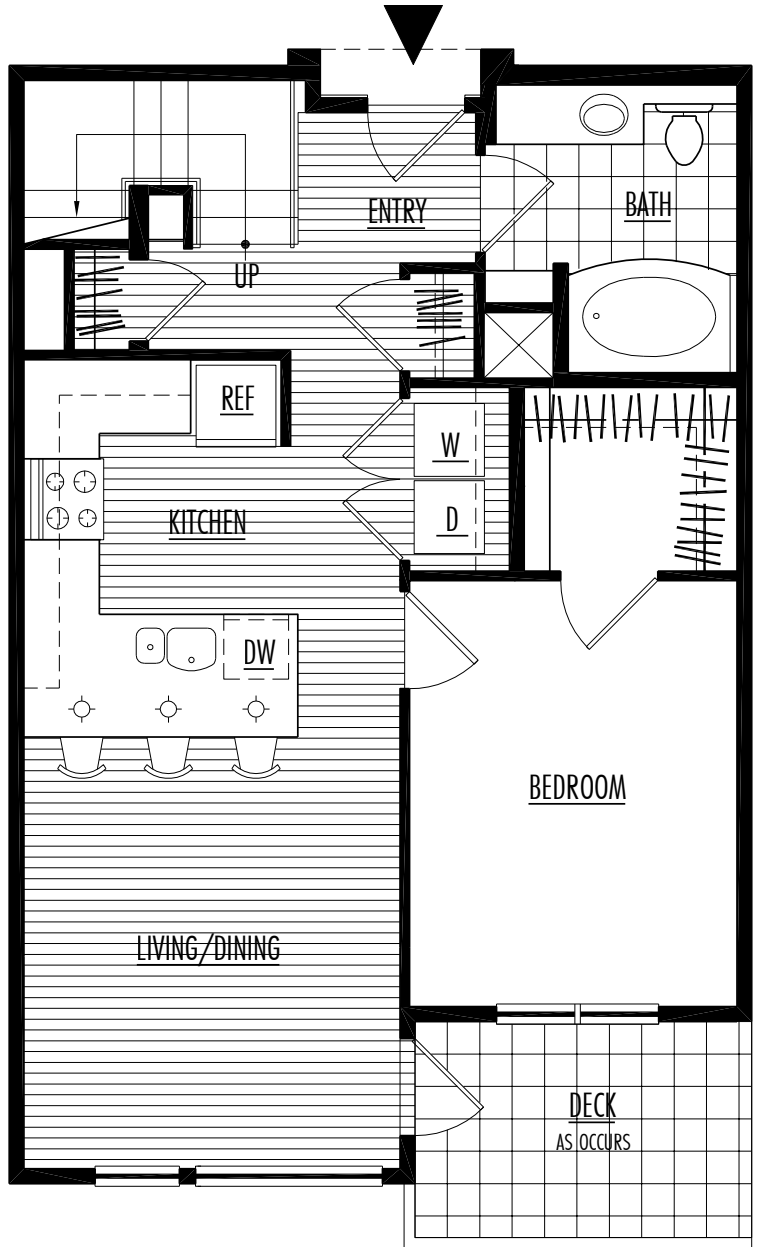 ENTRY
BATH
UP
REF
W
KITCHEN
D
DW
BEDROOM
LIVING/DINING
DECK
AS OCCURS